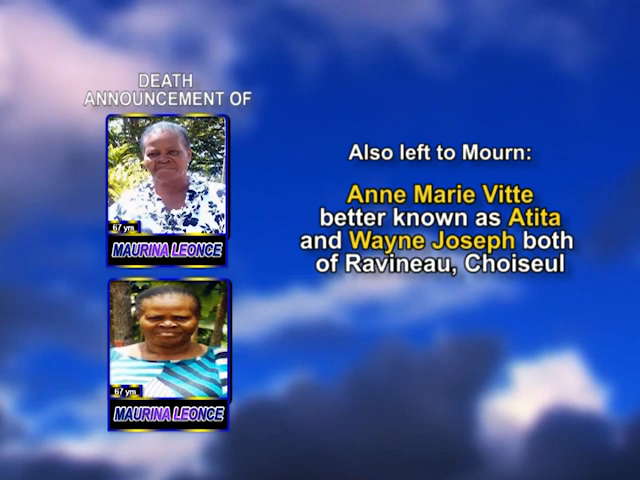 DEATH
ANNOUNCEMENT OF
67 yrs
MAURINA LEONCE
67 yrs
MAURINA LEONCE
Also left to Mourn:
Anne Marie Vitte
better known as Atita
and Wayne Joseph both
of Ravineau, Choiseul